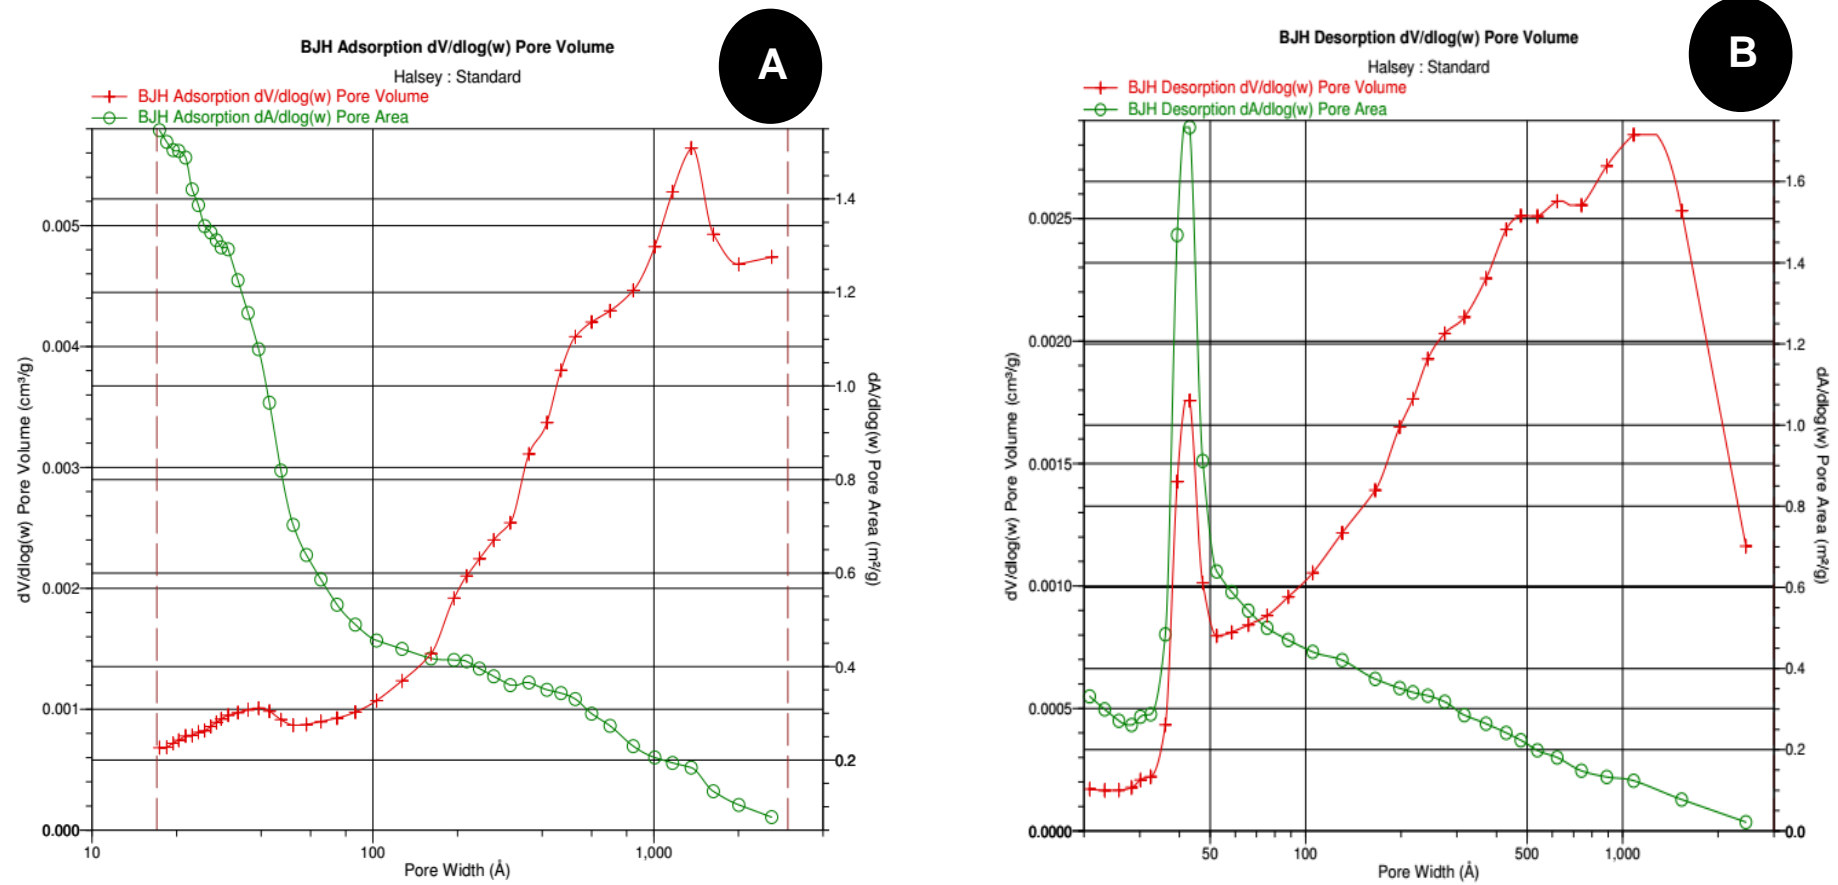 BJH Adsorption dV/dlog(w) Pore Volume
Halsey : Standard
BJH Adsorption dV/dlog(w) Pore Volume
BJH Adsorption dA/dlog(w) Pore Area
A
0.005
0.004
0.003
0.002
0.001
0.000
dV/dlog(w) Pore Volume (cm³/g)
1.4
1.2
1.0
0.8
0.6
0.4
0.2
dA/dlog(w) Pore Area (m²/g)
10 100 1,000
Pore Width (Å)
BJH Desorption dV/dlog(w) Pore Volume
Halsey : Standard
BJH Desorption dV/dlog(w) Pore Volume
BJH Desorption dA/dlog(w) Pore Area
B
0.0025
0.0020
0.0015
0.0010
0.0005
0.0000
dV/dlog(w) Pore Volume (cm³/g)
1.6
1.4
1.2
1.0
0.8
0.6
0.4
0.2
0.0
dA/dlog(w) Pore Area (m²/g)
50 100 500 1,000
Pore Width (Å)